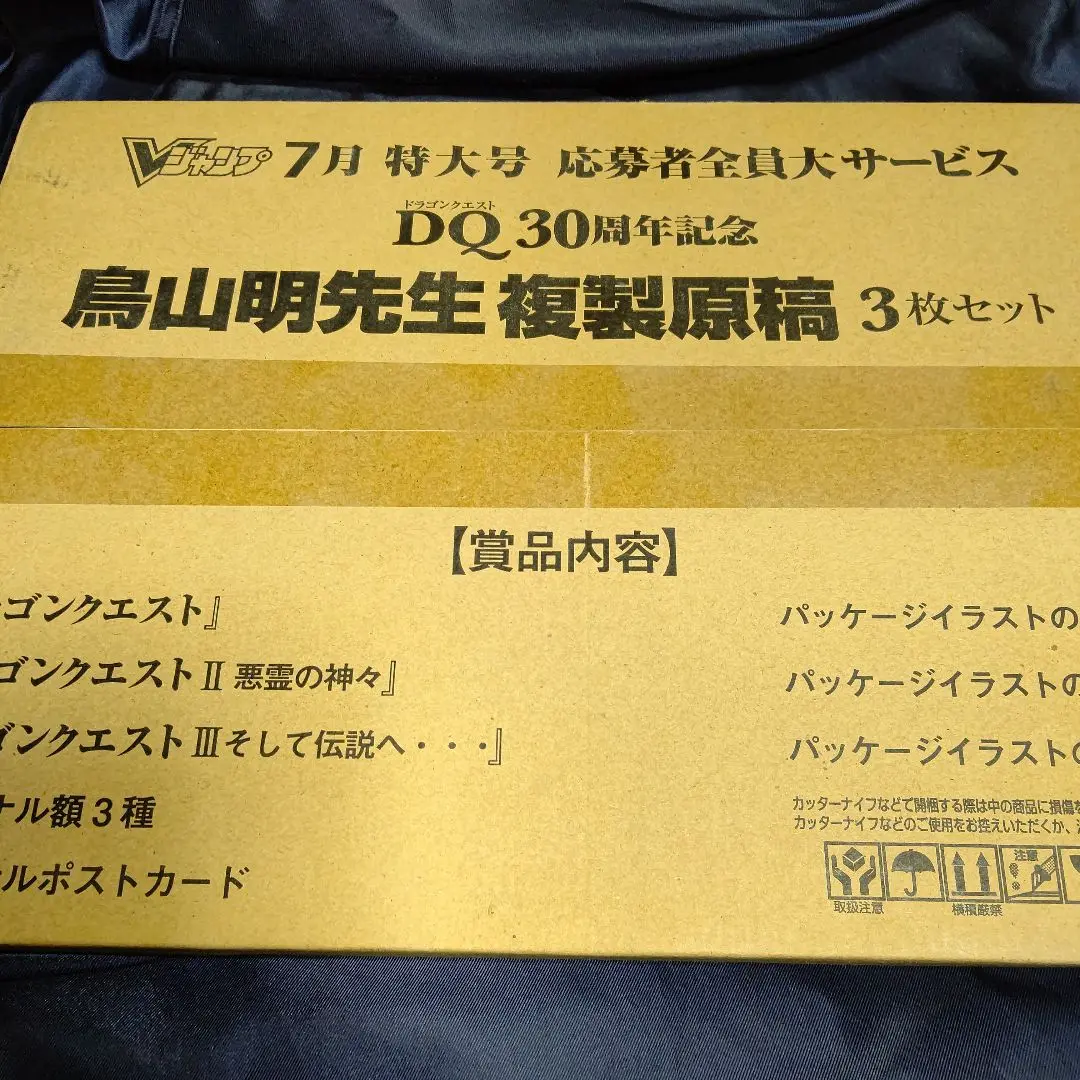 Vジャンプ 7月 特大号 応募者全員大サービス
ドラゴンクエスト
DQ 30周年記念
鳥山明先生 複製原稿 3枚セット
【賞品内容】
ゴンクエスト』 パッケージイラストの
ゴンクエストⅡ 悪霊の神々』 パッケージイラストの
ゴンクエストⅢ そして伝説へ・・・』 パッケージイラスト
ナル額3種
ルポストカード
カッターナイフなどで開梱する際は中の商品に損傷を
カッターナイフなどのご使用をお控えいただくか、
注意
取扱注意 横積厳禁